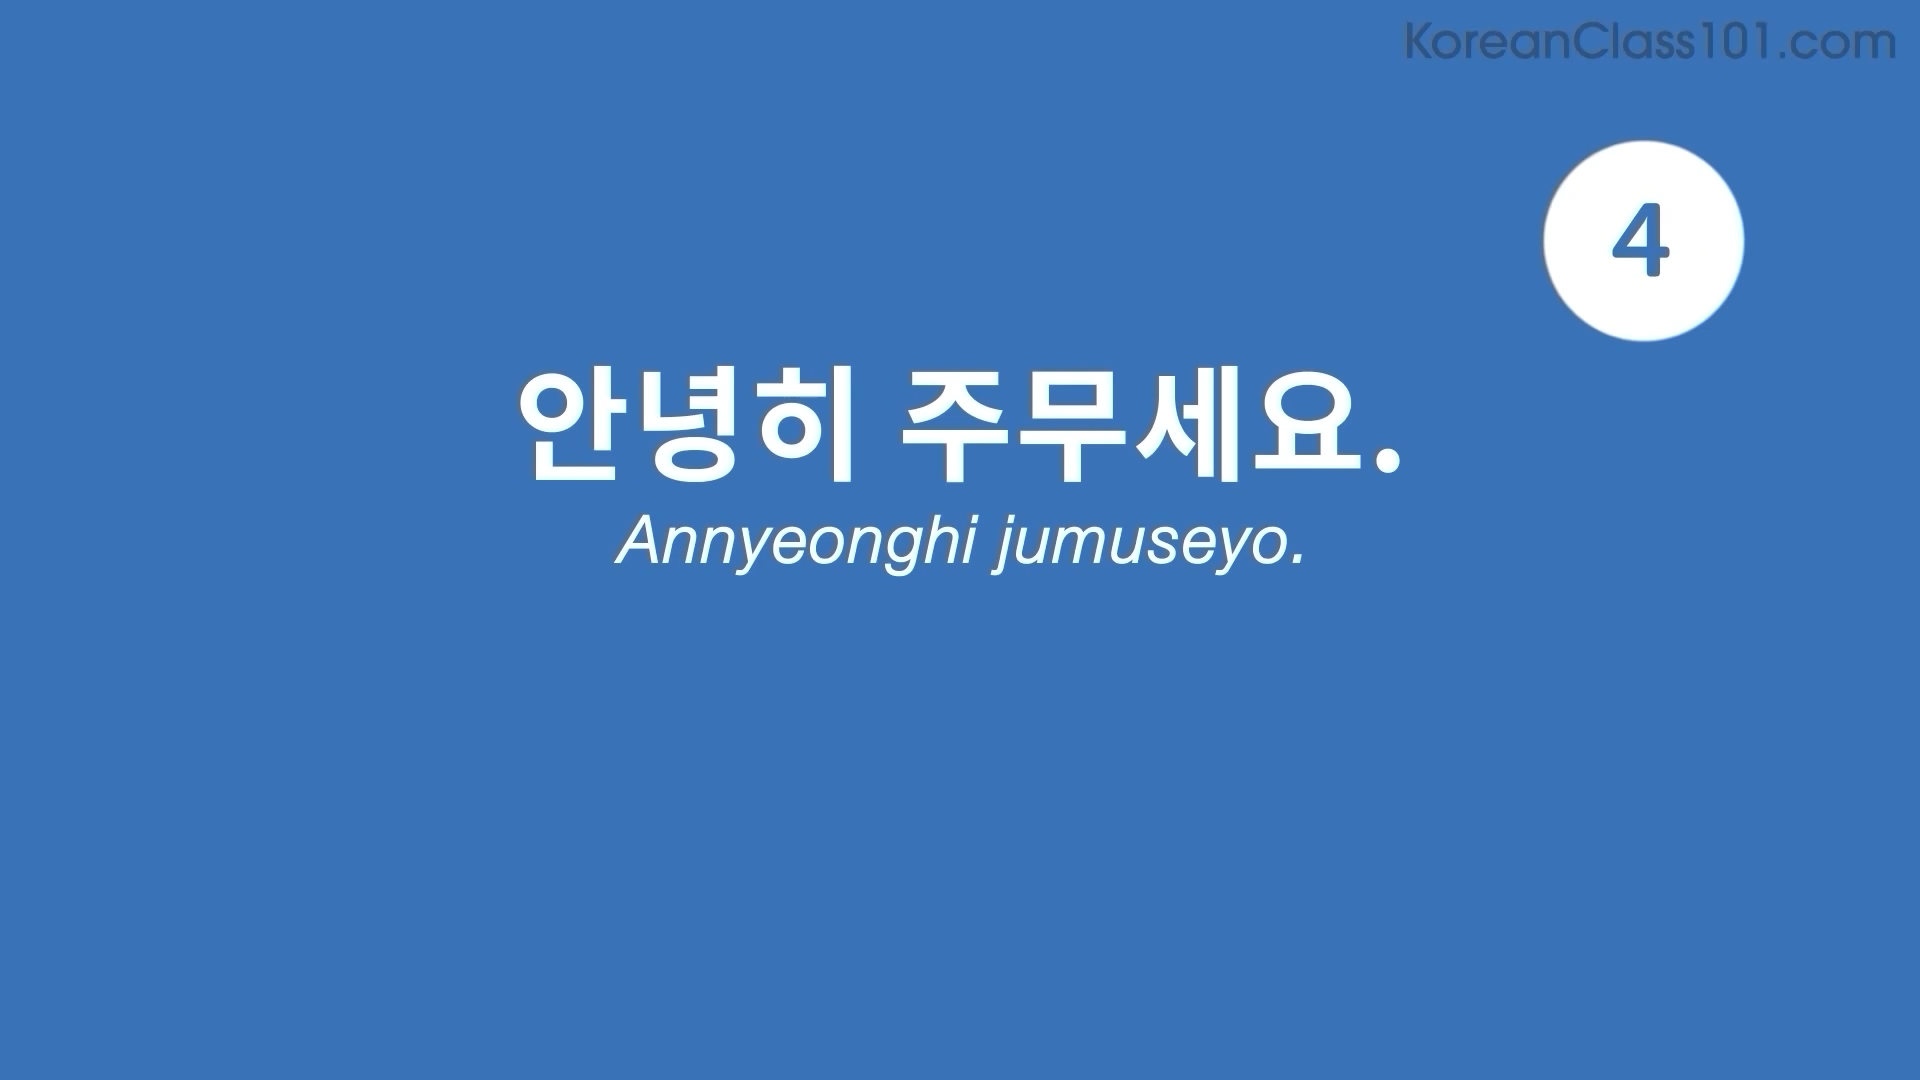 KoreanClass101.com
4
안녕히 주무세요.
Annyeonghi jumuseyo.